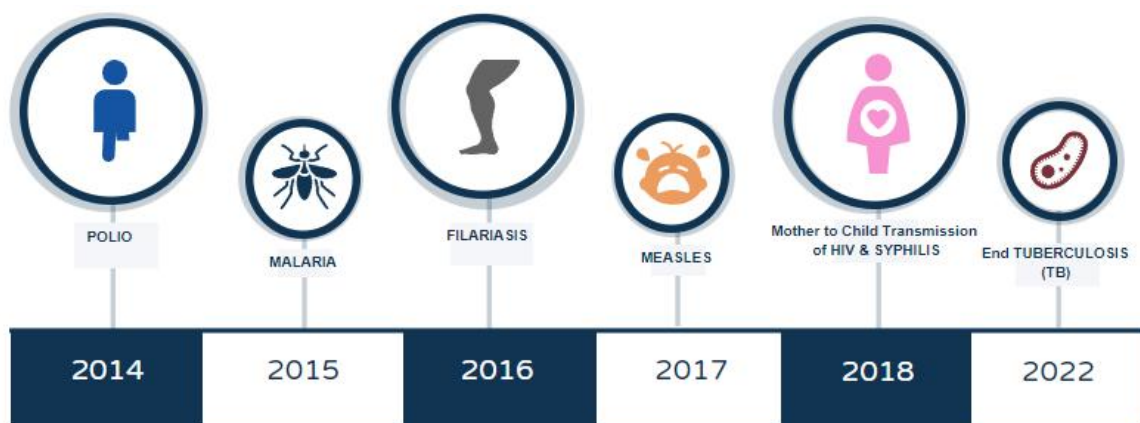 POLIO
MALARIA
FILARIASIS
MEASLES
Mother to Child Transmission
of HIV & SYPHILIS
End TUBERCULOSIS
(TB)
2014
2015
2016
2017
2018
2022